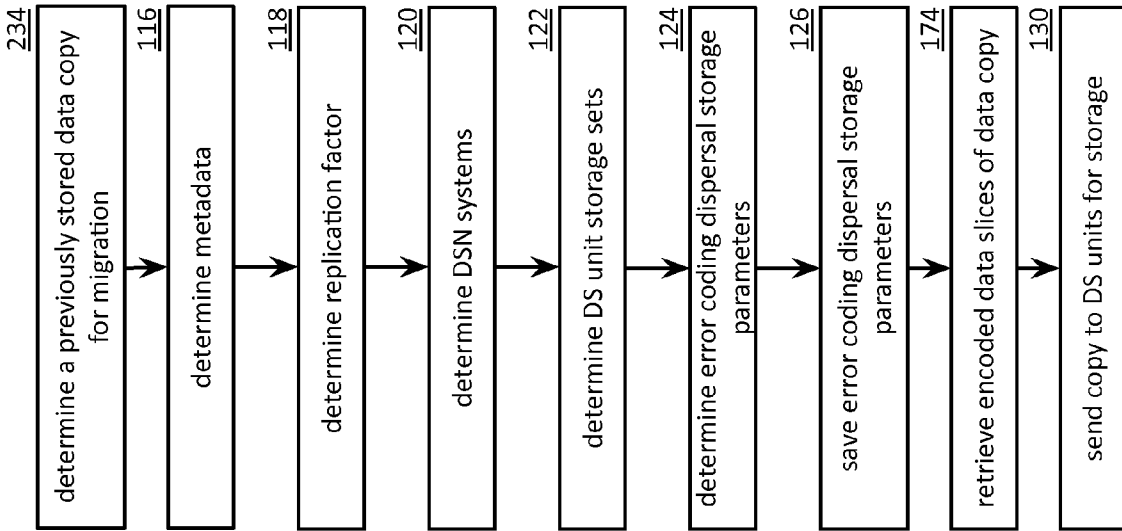 234
determine a previously stored data copy
for migration
116
determine metadata
118
determine replication factor
120
determine DSN systems
122
determine DS unit storage sets
124
determine error coding dispersal storage
parameters
126
save error coding dispersal storage
parameters
174
retrieve encoded data slices of data copy
130
send copy to DS units for storage